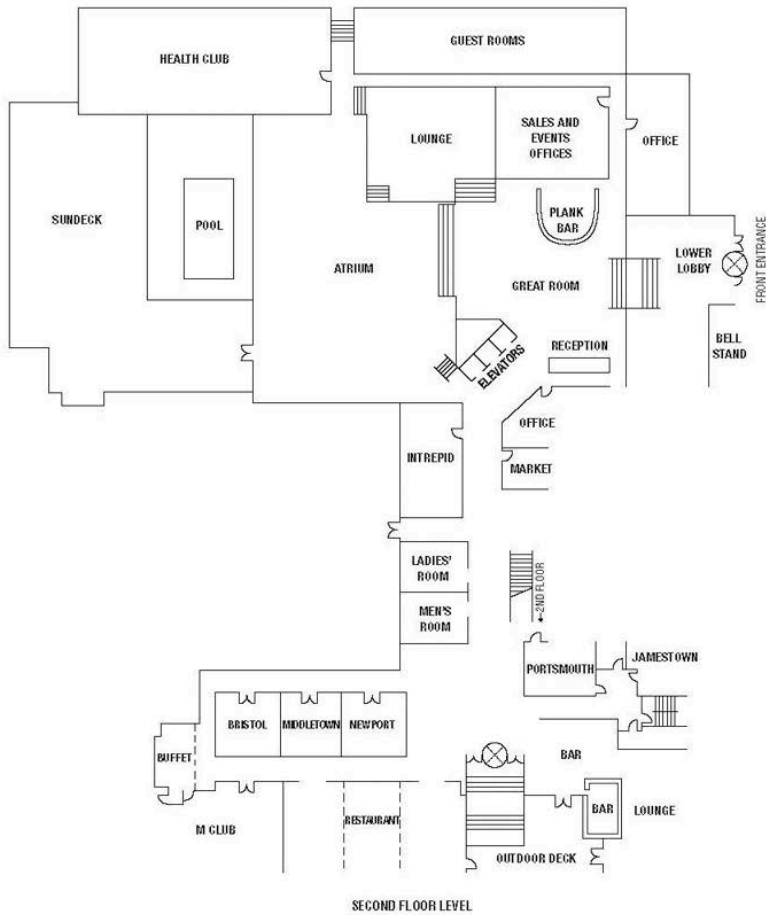 GUEST ROOMS
HEALTH CLUB
LOUNGE
SALES AND
EVENTS
OFFICES
OFFICE
SUNDECK
POOL
PLANK
BAR
LOWER
LOBBY
FRONT ENTRANCE
ATRIUM
GREAT ROOM
BELL
STAND
RECEPTION
ELEVATORS
OFFICE
INTREPID
MARKET
LADIES'
ROOM
MEN'S
ROOM
←2ND FLOOR
PORTSMOUTH
JAMESTOWN
BRISTOL
MIDDLETOWN
NEWPORT
BUFFET
BAR
M CLUB
RESTAURANT
BAR
LOUNGE
OUTDOOR DECK
SECOND FLOOR LEVEL